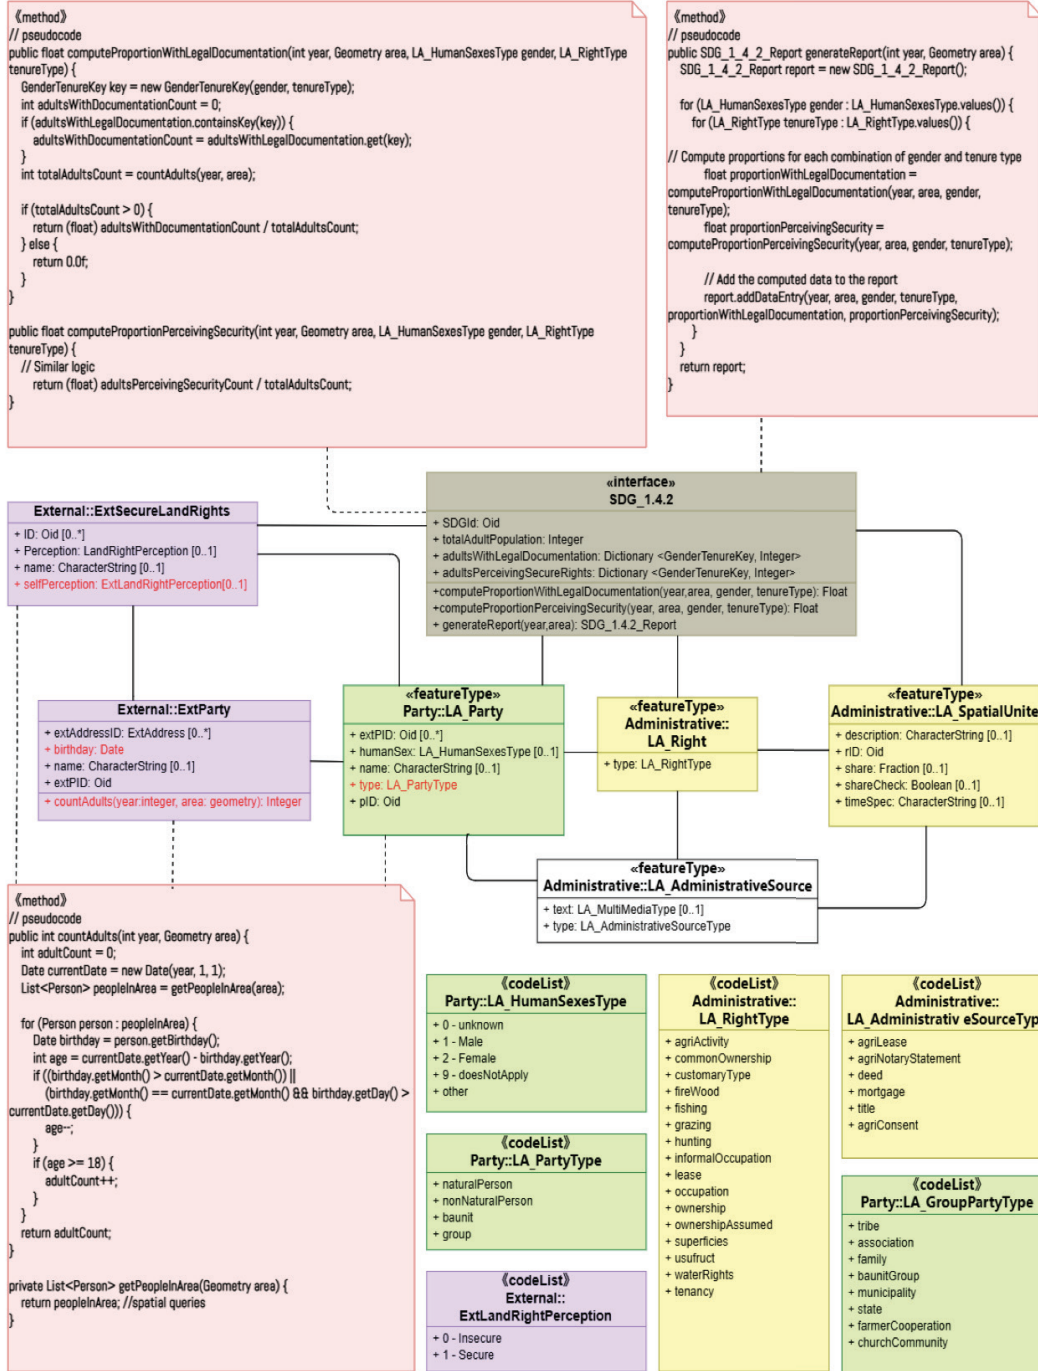 《method》
// pseudocode
public float computeProportionWithLegalDocumentation(int year, Geometry area, LA_HumanSexesType gender, LA_RightType
tenureType) {
GenderTenureKey key = new GenderTenureKey(gender, tenureType);
int adultsWithDocumentationCount = 0;
if (adultsWithLegalDocumentation.containsKey(key)) {
adultsWithDocumentationCount = adultsWithLegalDocumentation.get(key);
}
int totalAdultsCount = countAdults(year, area);
if (totalAdultsCount > 0) {
return (float) adultsWithDocumentationCount / totalAdultsCount;
} else {
return 0.0f;
}
}
public float computeProportionPerceivingSecurity(int year, Geometry area, LA_HumanSexesType gender, LA_RightType
tenureType) {
// Similar logic
return (float) adultsPerceivingSecurityCount / totalAdultsCount;
}
《method》
// pseudocode
public SDG_1_4_2_Report generateReport(int year, Geometry area) {
SDG_1_4_2_Report report = new SDG_1_4_2_Report();
for (LA_HumanSexesType gender : LA_HumanSexesType.values()) {
for (LA_RightType tenureType : LA_RightType.values()) {
// Compute proportions for each combination of gender and tenure type
float proportionWithLegalDocumentation =
computeProportionWithLegalDocumentation(year, area, gender,
tenureType);
float proportionPerceivingSecurity =
computeProportionPerceivingSecurity(year, area, gender, tenureType);
// Add the computed data to the report
report.addDataEntry(year, area, gender, tenureType,
proportionWithLegalDocumentation, proportionPerceivingSecurity);
}
}
return report;
}
«interface»
SDG_1.4.2
+ SDGId: Oid
+ totalAdultPopulation: Integer
+ adultsWithLegalDocumentation: Dictionary <GenderTenureKey, Integer>
+ adultsPerceivingSecureRights: Dictionary <GenderTenureKey, Integer>
+computeProportionWithLegalDocumentation(year,area, gender, tenureType): Float
+computeProportionPerceivingSecurity(year, area, gender, tenureType): Float
+ generateReport(year,area): SDG_1.4.2_Report
External::ExtSecureLandRights
+ ID: Oid [0..*]
+ Perception: LandRightPerception [0..1]
+ name: CharacterString [0..1]
+ selfPerception: ExtLandRightPerception[0..1]
External::ExtParty
+ extAddressID: ExtAddress [0..*]
+ birthday: Date
+ name: CharacterString [0..1]
+ extPID: Oid
+ countAdults(year:integer, area: geometry): Integer
«featureType»
Party::LA_Party
+ extPID: Oid [0..*]
+ humanSex: LA_HumanSexesType [0..1]
+ name: CharacterString [0..1]
+ type: LA_PartyType
+ pID: Oid
«featureType»
Administrative::
LA_Right
+ type: LA_RightType
«featureType»
Administrative::LA_SpatialUnite
+ description: CharacterString [0..1]
+ rID: Oid
+ share: Fraction [0..1]
+ shareCheck: Boolean [0..1]
+ timeSpec: CharacterString [0..1]
«featureType»
Administrative::LA_AdministrativeSource
+ text: LA_MultiMediaType [0..1]
+ type: LA_AdministrativeSourceType
《method》
// pseudocode
public int countAdults(int year, Geometry area) {
int adultCount = 0;
Date currentDate = new Date(year, 1, 1);
List<Person> peopleInArea = getPeopleInArea(area);
for (Person person : peopleInArea) {
Date birthday = person.getBirthday();
int age = currentDate.getYear() - birthday.getYear();
if ((birthday.getMonth() > currentDate.getMonth()) ||
(birthday.getMonth() == currentDate.getMonth() && birthday.getDay() >
currentDate.getDay())) {
age--;
}
if (age >= 18) {
adultCount++;
}
}
return adultCount;
}
private List<Person> getPeopleInArea(Geometry area) {
return peopleInArea; //spatial queries
}
《codeList》
Party::LA_HumanSexesType
+ 0 - unknown
+ 1 - Male
+ 2 - Female
+ 9 - doesNotApply
+ other
《codeList》
Party::LA_PartyType
+ naturalPerson
+ nonNaturalPerson
+ baunit
+ group
《codeList》
External::
ExtLandRightPerception
+ 0 - Insecure
+ 1 - Secure
《codeList》
Administrative::
LA_RightType
+ agriActivity
+ commonOwnership
+ customaryType
+ fireWood
+ fishing
+ grazing
+ hunting
+ informalOccupation
+ lease
+ occupation
+ ownership
+ ownershipAssumed
+ superficies
+ usufruct
+ waterRights
+ tenancy
《codeList》
Administrative::
LA_Administrativ eSourceType
+ agriLease
+ agriNotaryStatement
+ deed
+ mortgage
+ title
+ agriConsent
《codeList》
Party::LA_GroupPartyType
+ tribe
+ association
+ family
+ baunitGroup
+ municipality
+ state
+ farmerCooperation
+ churchCommunity